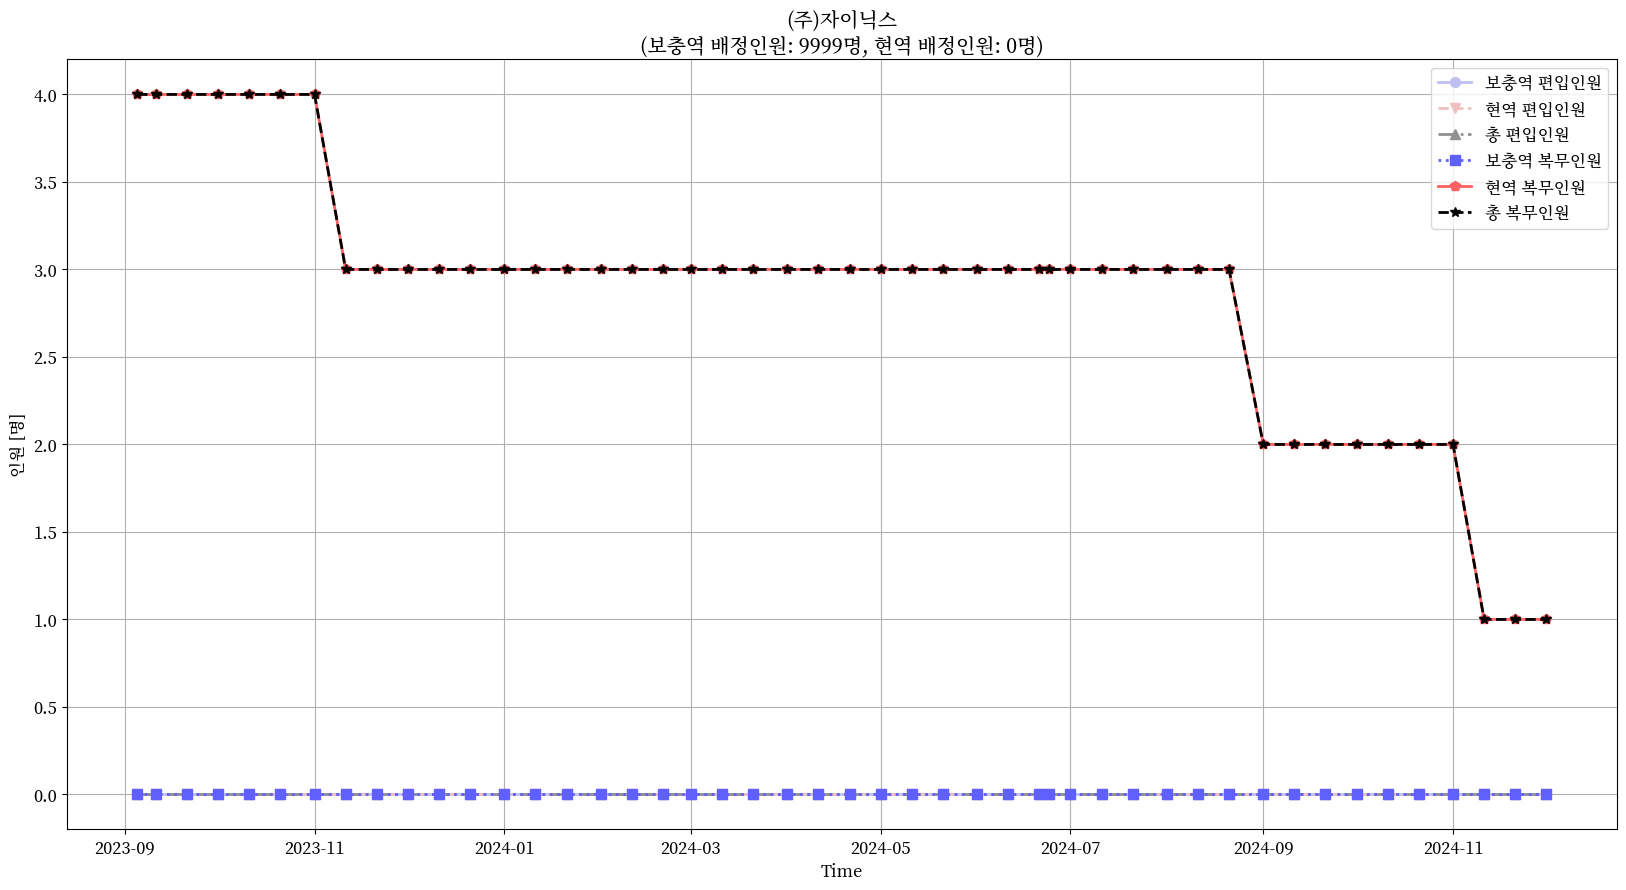 (주)자이닉스
(보충역 배정인원: 9999명, 현역 배정인원: 0명)
보충역 편입인원
현역 편입인원
총 편입인원
보충역 복무인원
현역 복무인원
총 복무인원
인원 [명]
4.0
3.5
3.0
2.5
2.0
1.5
1.0
0.5
0.0
2023-09 2023-11 2024-01 2024-03 2024-05 2024-07 2024-09 2024-11
Time